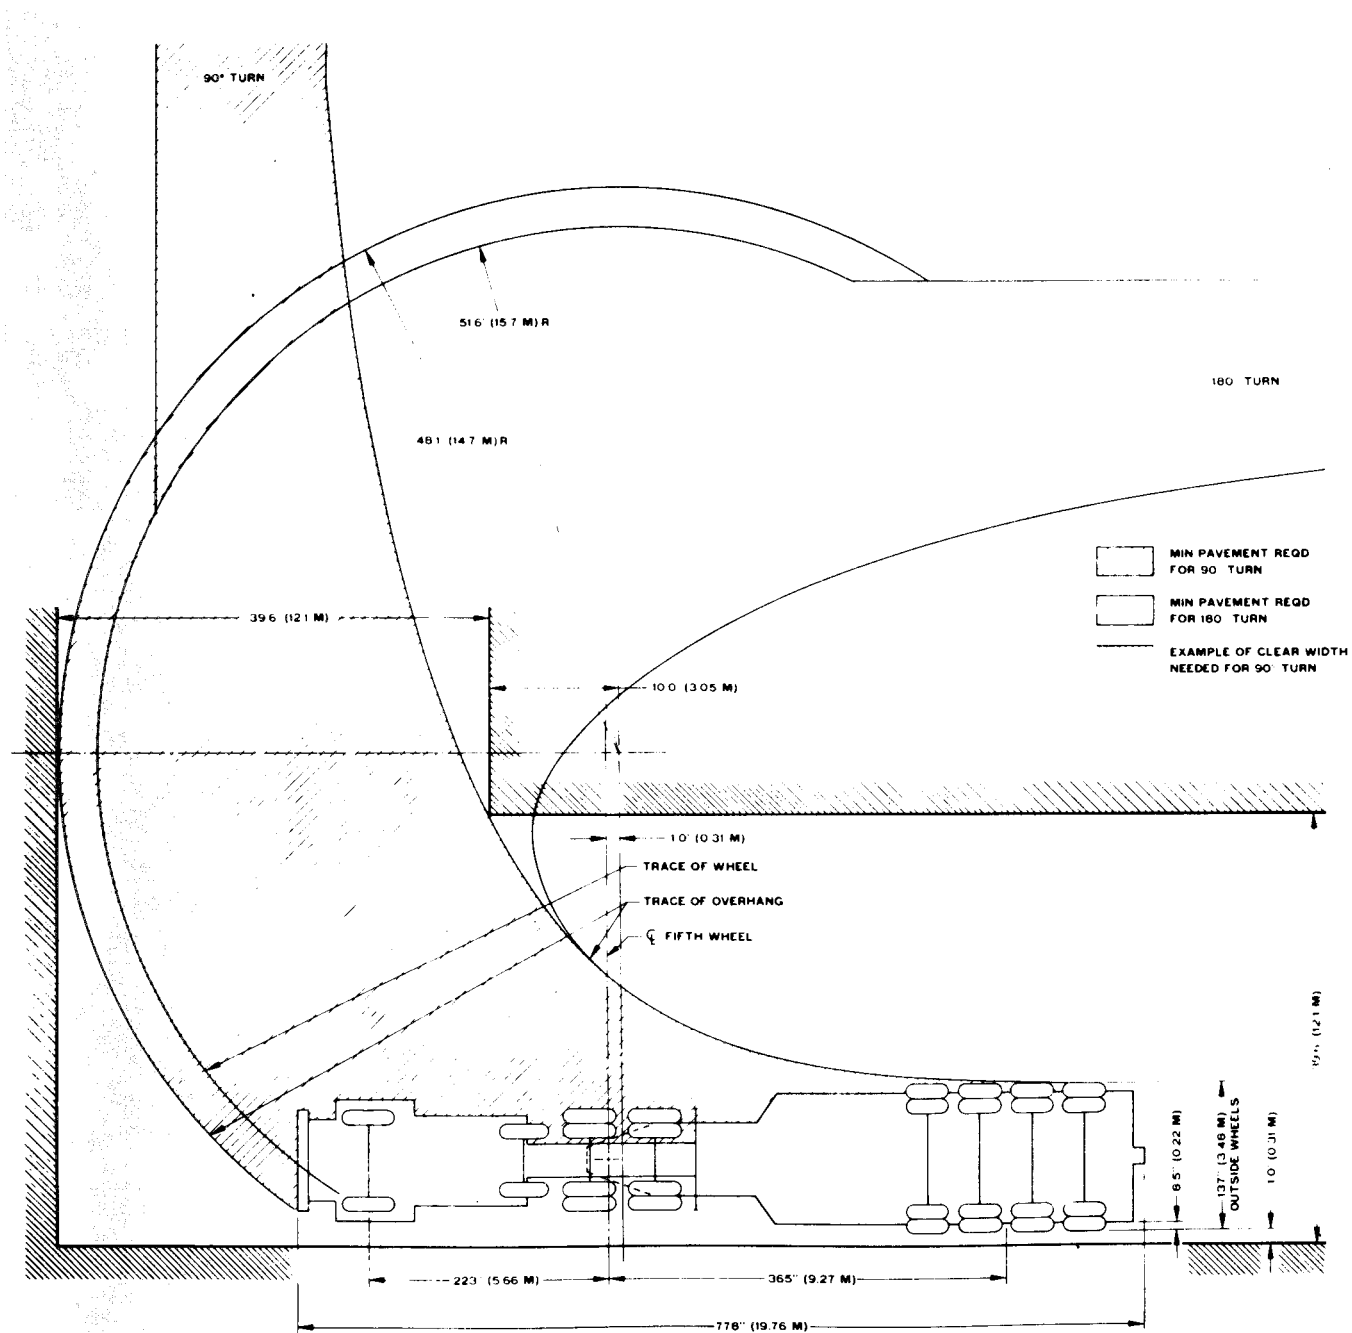 90° TURN
51.6' (15.7 M) R
180 TURN
48.1 (14.7 M) R
MIN PAVEMENT REQD
FOR 90 TURN
MIN PAVEMENT REQD
FOR 180 TURN
EXAMPLE OF CLEAR WIDTH
NEEDED FOR 90° TURN
39.6 (12.1 M)
10.0 (3.05 M)
1.0' (0.31 M)
TRACE OF WHEEL
TRACE OF OVERHANG
℄ FIFTH WHEEL
(12.1 M)
8.5" (0.22 M)
137" (3.48 M)
OUTSIDE WHEELS
1.0 (0.31 M)
223" (5.66 M)
365" (9.27 M)
778" (19.76 M)